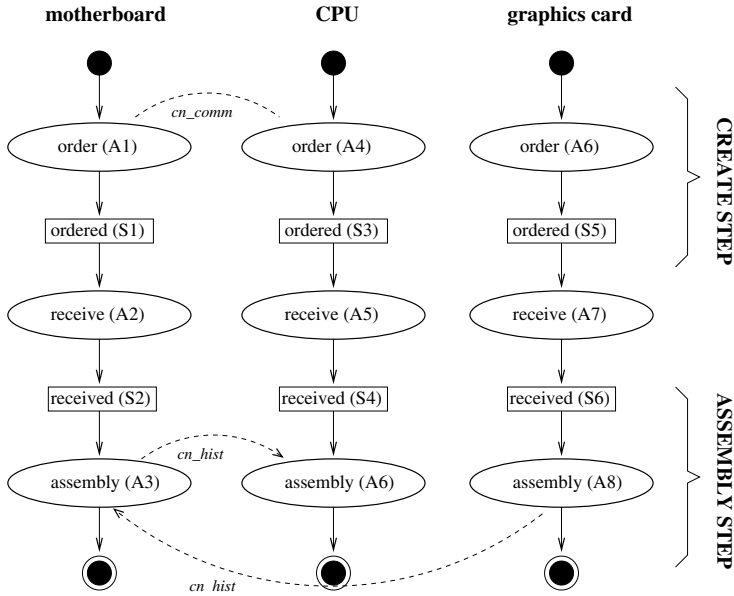 motherboard
CPU
graphics card
cn_comm
order (A1)
order (A4)
order (A6)
ordered (S1)
ordered (S3)
ordered (S5)
CREATE STEP
receive (A2)
receive (A5)
receive (A7)
received (S2)
received (S4)
received (S6)
cn_hist
assembly (A3)
assembly (A6)
assembly (A8)
ASSEMBLY STEP
cn_hist